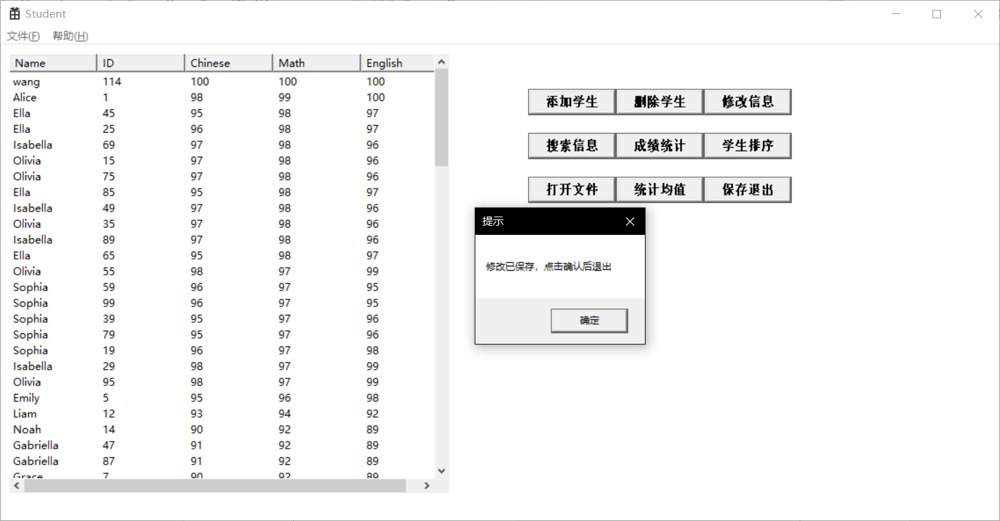 Student
文件(F) 帮助(H)
Name ID Chinese Math English
wang 114 100 100 100
Alice 1 98 99 100
Ella 45 95 98 97
Ella 25 96 98 97
Isabella 69 97 98 96
Olivia 15 97 98 96
Olivia 75 97 98 96
Ella 85 95 98 97
Isabella 49 97 98 96
Olivia 35 97 98 96
Isabella 89 97 98 96
Ella 65 95 98 97
Olivia 55 98 97 99
Sophia 59 96 97 95
Sophia 99 96 97 95
Sophia 39 95 97 96
Sophia 79 95 97 96
Sophia 19 96 97 98
Isabella 29 98 97 99
Olivia 95 98 97 99
Emily 5 95 96 98
Liam 12 93 94 92
Noah 14 90 92 89
Gabriella 47 91 92 89
Gabriella 87 91 92 89
Grace 7 90 92 89
添加学生 删除学生 修改信息
搜索信息 成绩统计 学生排序
打开文件 统计均值 保存退出
提示
修改已保存，点击确认后退出
确定